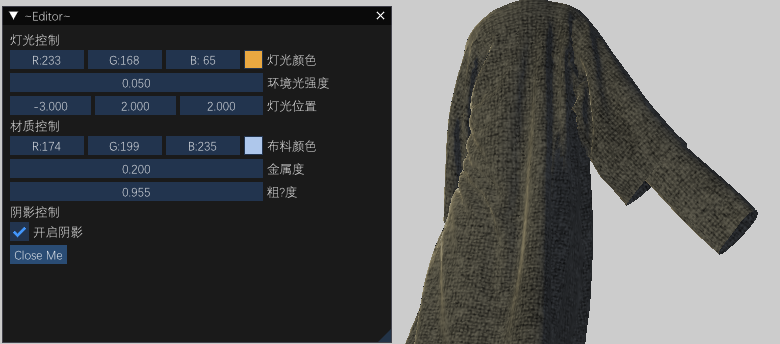 ~Editor~
灯光控制
R:233 G:168 B: 65 灯光颜色
0.050 环境光强度
-3.000 2.000 2.000 灯光位置
材质控制
R:174 G:199 B:235 布料颜色
0.200 金属度
0.955 粗?度
阴影控制
开启阴影
Close Me